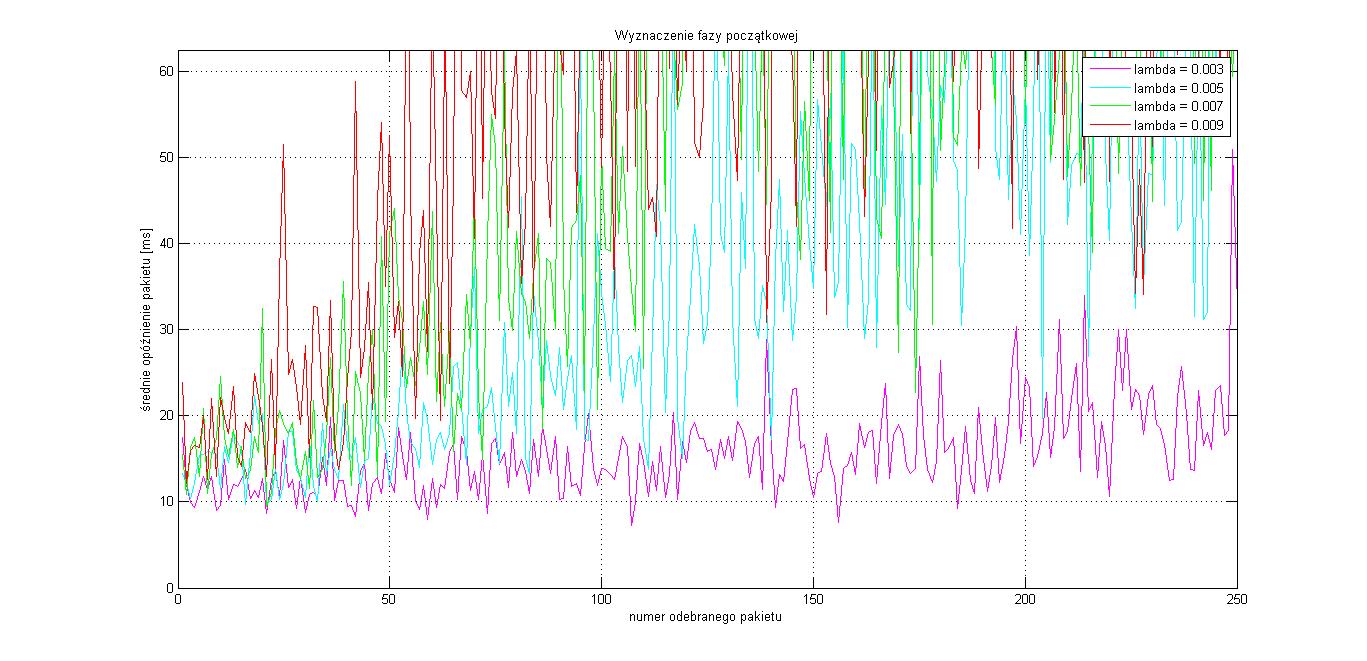 Wyznaczenie fazy początkowej
lambda = 0.003
lambda = 0.005
lambda = 0.007
lambda = 0.009
średnie opóźnienie pakietu [ms]
60
50
40
30
20
10
0
0 50 100 150 200 250
numer odebranego pakietu